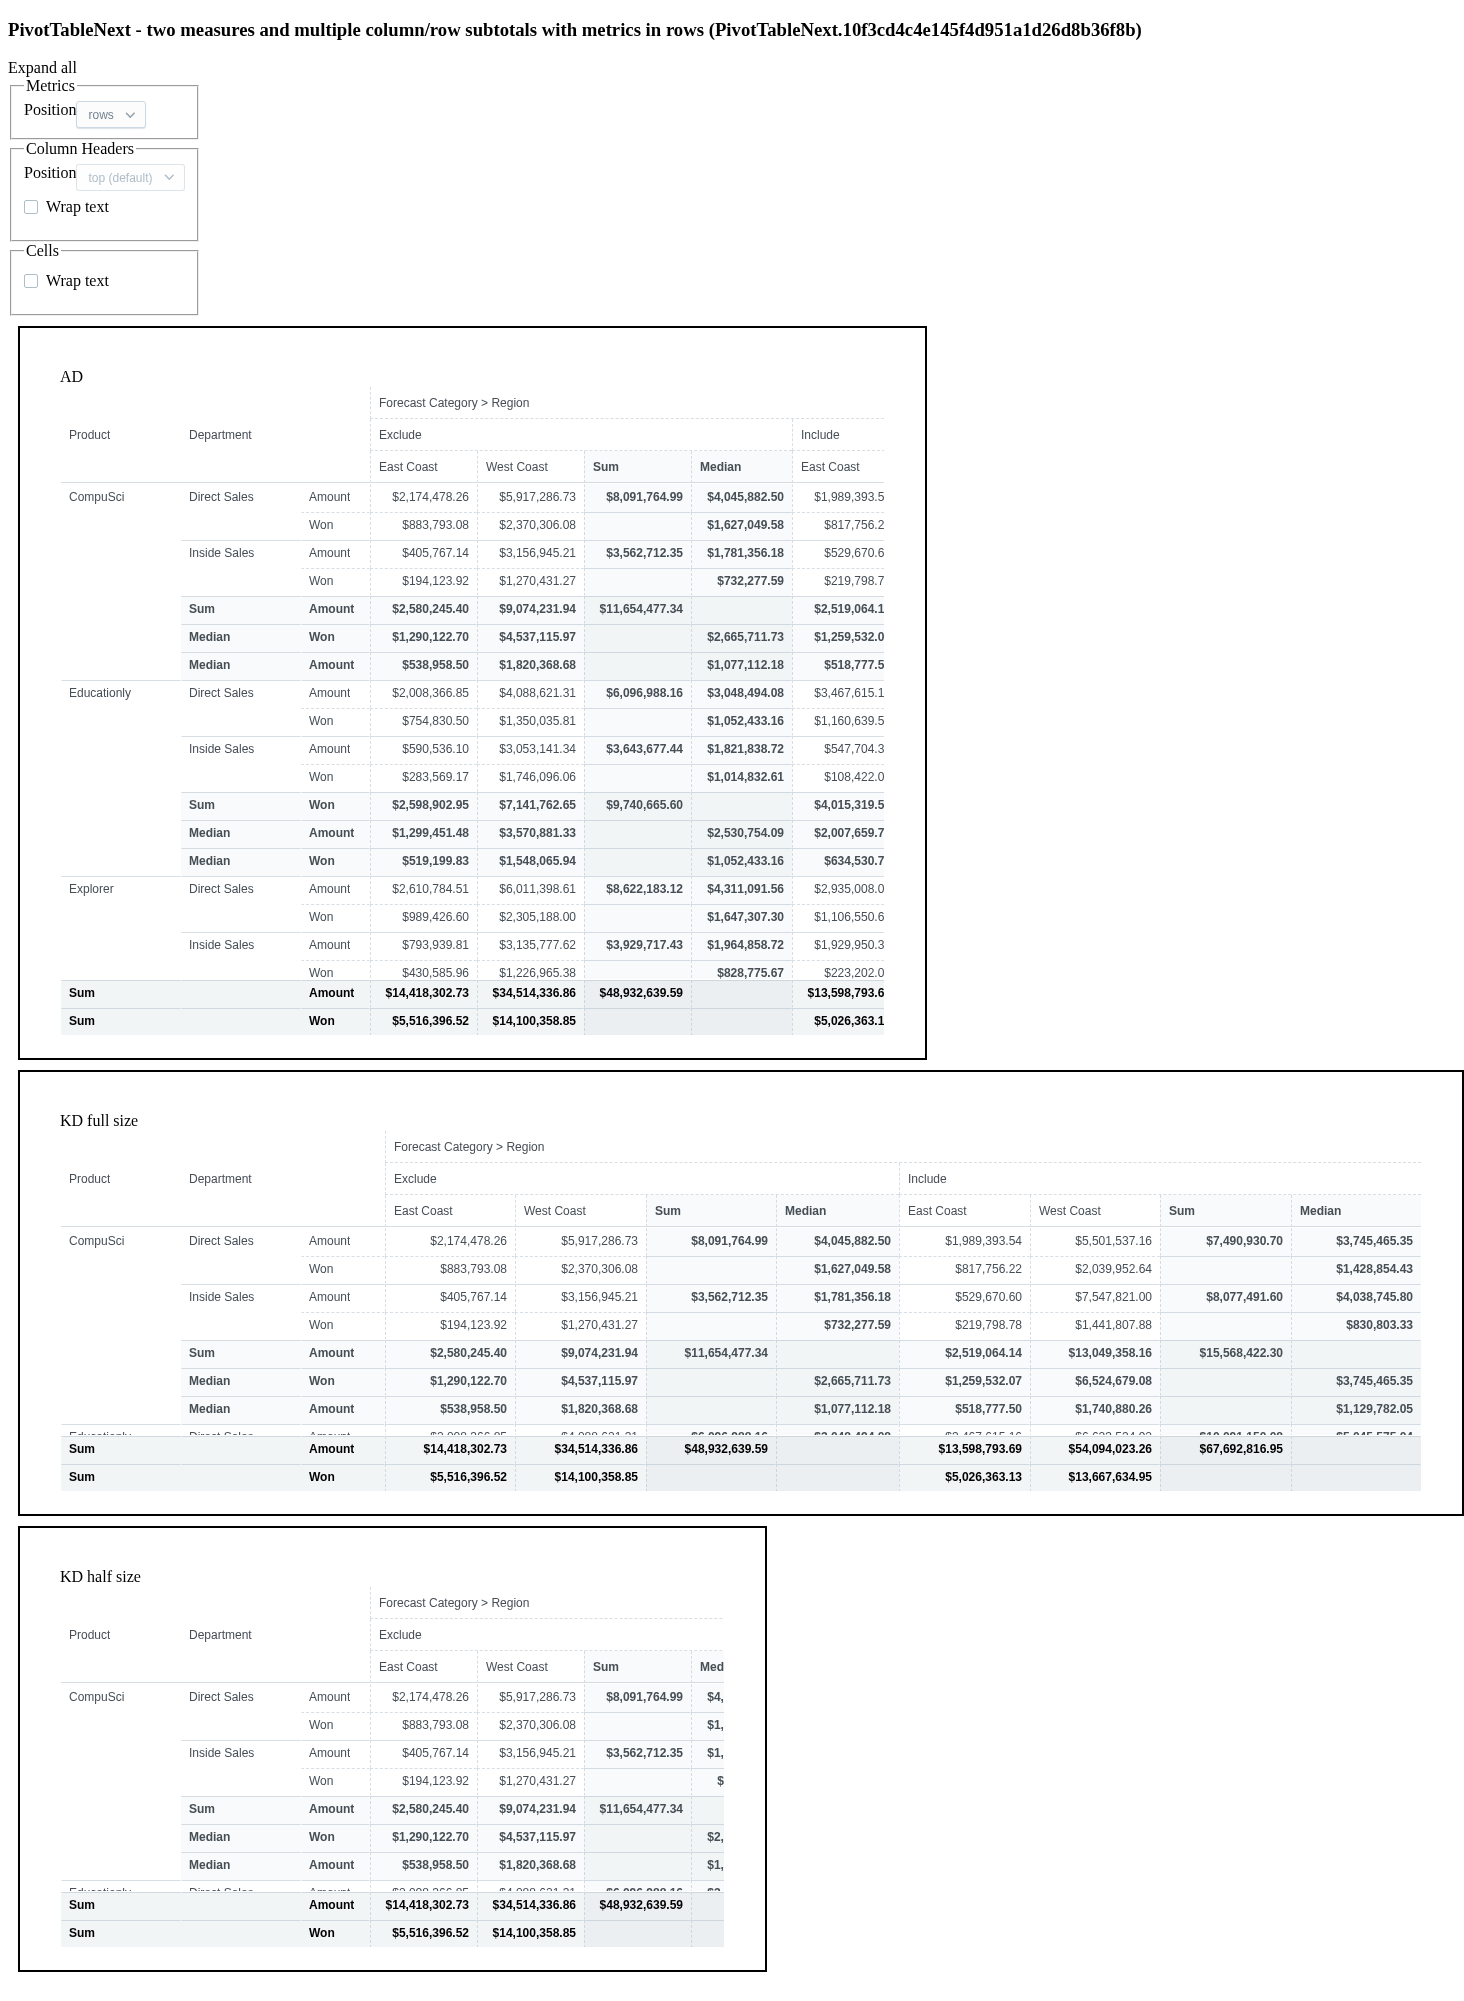 PivotTableNext - two measures and multiple column/row subtotals with metrics in rows (PivotTableNext.10f3cd4c4e145f4d951a1d26d8b36f8b)
Expand all
Metrics
Position rows
Column Headers
Position top (default)
Wrap text
Cells
Wrap text
AD
Forecast Category > Region
Product Department Exclude Include
East Coast West Coast Sum Median East Coast
CompuSci Direct Sales Amount $2,174,478.26 $5,917,286.73 $8,091,764.99 $4,045,882.50 $1,989,393.5
Won $883,793.08 $2,370,306.08 $1,627,049.58 $817,756.2
Inside Sales Amount $405,767.14 $3,156,945.21 $3,562,712.35 $1,781,356.18 $529,670.6
Won $194,123.92 $1,270,431.27 $732,277.59 $219,798.7
Sum Amount $2,580,245.40 $9,074,231.94 $11,654,477.34 $2,519,064.1
Median Won $1,290,122.70 $4,537,115.97 $2,665,711.73 $1,259,532.0
Median Amount $538,958.50 $1,820,368.68 $1,077,112.18 $518,777.5
Educationly Direct Sales Amount $2,008,366.85 $4,088,621.31 $6,096,988.16 $3,048,494.08 $3,467,615.1
Won $754,830.50 $1,350,035.81 $1,052,433.16 $1,160,639.5
Inside Sales Amount $590,536.10 $3,053,141.34 $3,643,677.44 $1,821,838.72 $547,704.3
Won $283,569.17 $1,746,096.06 $1,014,832.61 $108,422.0
Sum Won $2,598,902.95 $7,141,762.65 $9,740,665.60 $4,015,319.5
Median Amount $1,299,451.48 $3,570,881.33 $2,530,754.09 $2,007,659.7
Median Won $519,199.83 $1,548,065.94 $1,052,433.16 $634,530.7
Explorer Direct Sales Amount $2,610,784.51 $6,011,398.61 $8,622,183.12 $4,311,091.56 $2,935,008.0
Won $989,426.60 $2,305,188.00 $1,647,307.30 $1,106,550.6
Inside Sales Amount $793,939.81 $3,135,777.62 $3,929,717.43 $1,964,858.72 $1,929,950.3
Won $430,585.96 $1,226,965.38 $828,775.67 $223,202.0
Sum Amount $14,418,302.73 $34,514,336.86 $48,932,639.59 $13,598,793.6
Sum Won $5,516,396.52 $14,100,358.85 $5,026,363.1
KD full size
Forecast Category > Region
Product Department Exclude Include
East Coast West Coast Sum Median East Coast West Coast Sum Median
CompuSci Direct Sales Amount $2,174,478.26 $5,917,286.73 $8,091,764.99 $4,045,882.50 $1,989,393.54 $5,501,537.16 $7,490,930.70 $3,745,465.35
Won $883,793.08 $2,370,306.08 $1,627,049.58 $817,756.22 $2,039,952.64 $1,428,854.43
Inside Sales Amount $405,767.14 $3,156,945.21 $3,562,712.35 $1,781,356.18 $529,670.60 $7,547,821.00 $8,077,491.60 $4,038,745.80
Won $194,123.92 $1,270,431.27 $732,277.59 $219,798.78 $1,441,807.88 $830,803.33
Sum Amount $2,580,245.40 $9,074,231.94 $11,654,477.34 $2,519,064.14 $13,049,358.16 $15,568,422.30
Median Won $1,290,122.70 $4,537,115.97 $2,665,711.73 $1,259,532.07 $6,524,679.08 $3,745,465.35
Median Amount $538,958.50 $1,820,368.68 $1,077,112.18 $518,777.50 $1,740,880.26 $1,129,782.05
Sum Amount $14,418,302.73 $34,514,336.86 $48,932,639.59 $13,598,793.69 $54,094,023.26 $67,692,816.95
Sum Won $5,516,396.52 $14,100,358.85 $5,026,363.13 $13,667,634.95
KD half size
Forecast Category > Region
Product Department Exclude
East Coast West Coast Sum Med
CompuSci Direct Sales Amount $2,174,478.26 $5,917,286.73 $8,091,764.99 $4,
Won $883,793.08 $2,370,306.08 $1,
Inside Sales Amount $405,767.14 $3,156,945.21 $3,562,712.35 $1,
Won $194,123.92 $1,270,431.27 $
Sum Amount $2,580,245.40 $9,074,231.94 $11,654,477.34
Median Won $1,290,122.70 $4,537,115.97 $2,
Median Amount $538,958.50 $1,820,368.68 $1,
Sum Amount $14,418,302.73 $34,514,336.86 $48,932,639.59
Sum Won $5,516,396.52 $14,100,358.85